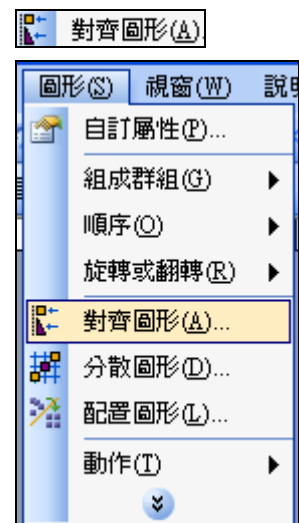 對齊圖形(A)
圖形(S) 視窗(W) 說明
自訂屬性(P)...
組成群組(G)
順序(O)
旋轉或翻轉(R)
對齊圖形(A)...
分散圖形(D)...
配置圖形(L)...
動作(T)